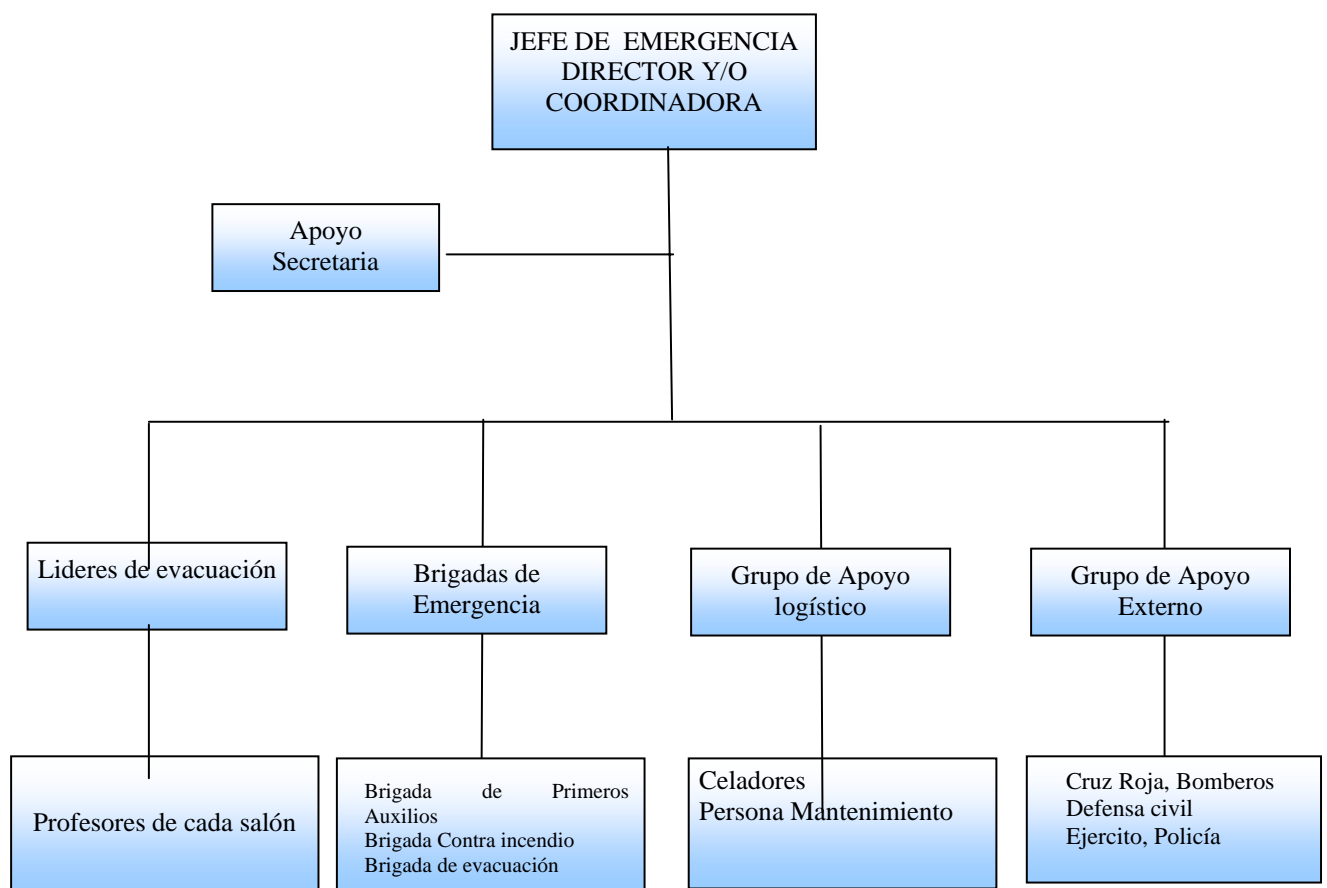 JEFE DE EMERGENCIA
DIRECTOR Y/O
COORDINADORA
Apoyo
Secretaria
Lideres de evacuación
Brigadas de
Emergencia
Grupo de Apoyo
logístico
Grupo de Apoyo
Externo
Profesores de cada salón
Brigada de Primeros
Auxilios
Brigada Contra incendio
Brigada de evacuación
Celadores
Persona Mantenimiento
Cruz Roja, Bomberos
Defensa civil
Ejercito, Policía